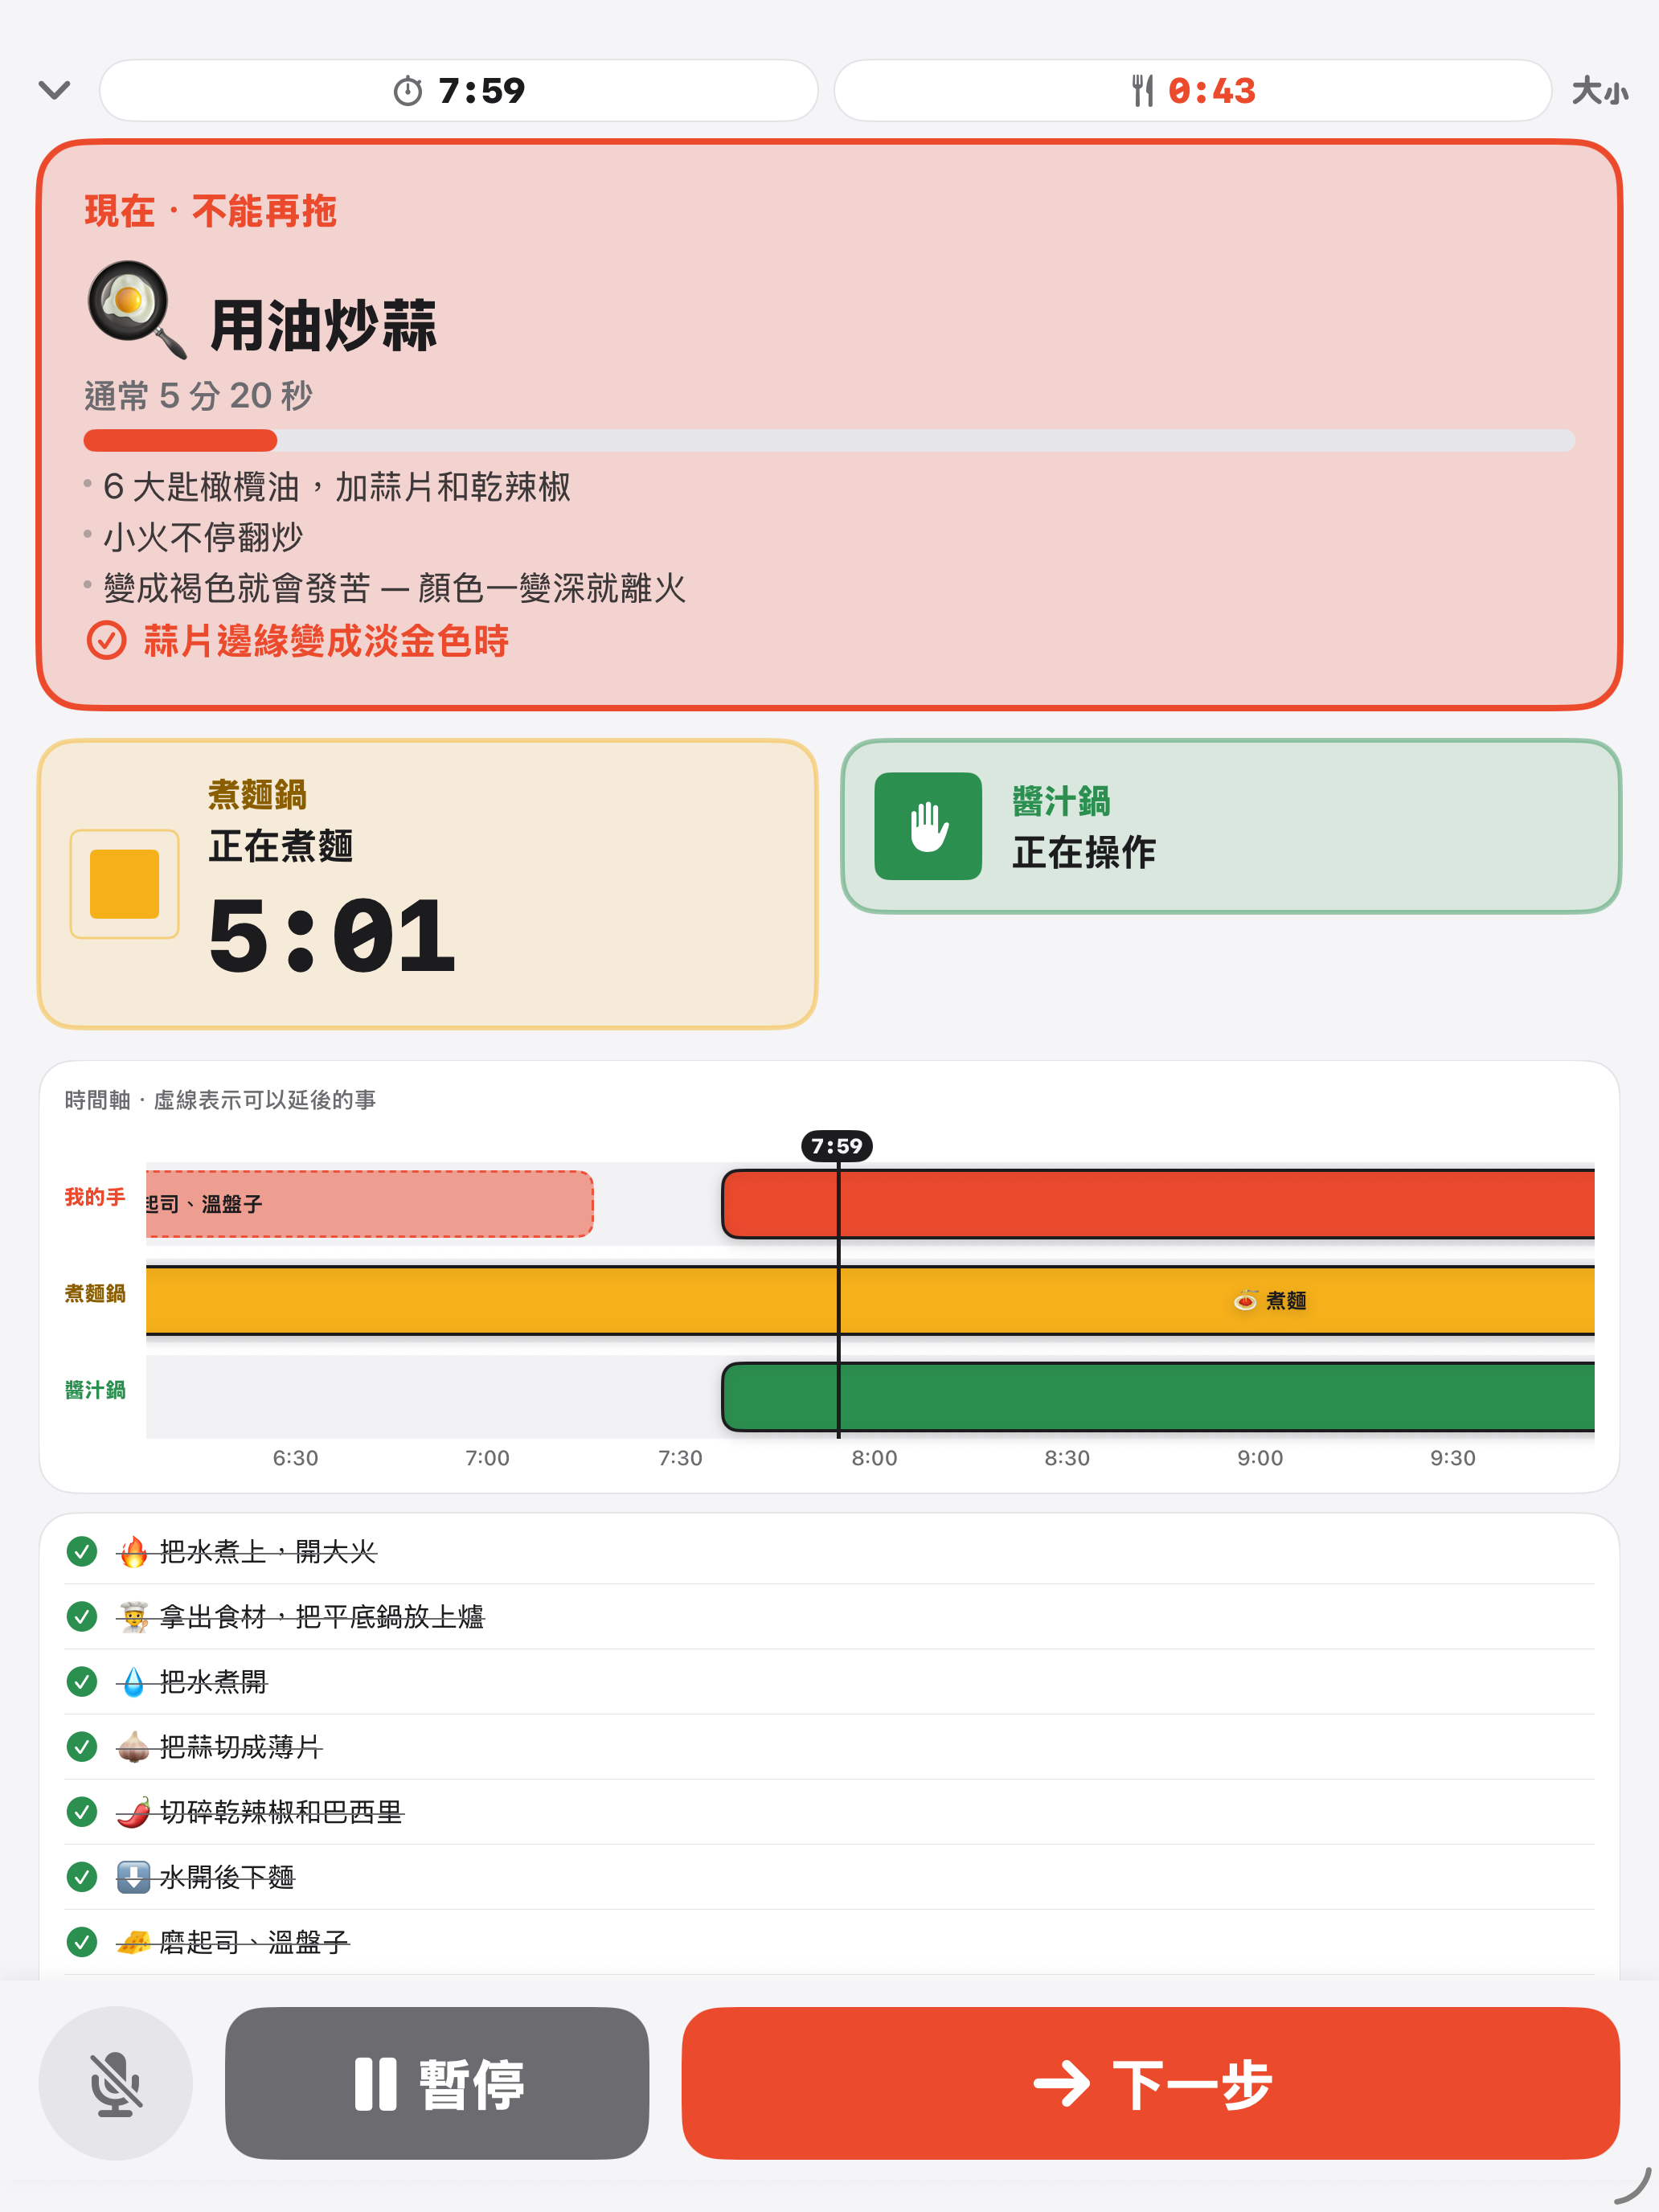 7:59
0:43
大小
現在 · 不能再拖
用油炒蒜
通常 5 分 20 秒
6 大匙橄欖油，加蒜片和乾辣椒
小火不停翻炒
變成褐色就會發苦 — 顏色一變深就離火
蒜片邊緣變成淡金色時
煮麵鍋
正在煮麵
5:01
醬汁鍋
正在操作
時間軸 · 虛線表示可以延後的事
7:59
我的手
起司、溫盤子
煮麵鍋
煮麵
醬汁鍋
6:30 7:00 7:30 8:00 8:30 9:00 9:30
把水煮上，開大火
拿出食材，把平底鍋放上爐
把水煮開
把蒜切成薄片
切碎乾辣椒和巴西里
水開後下麵
磨起司、溫盤子
暫停
下一步